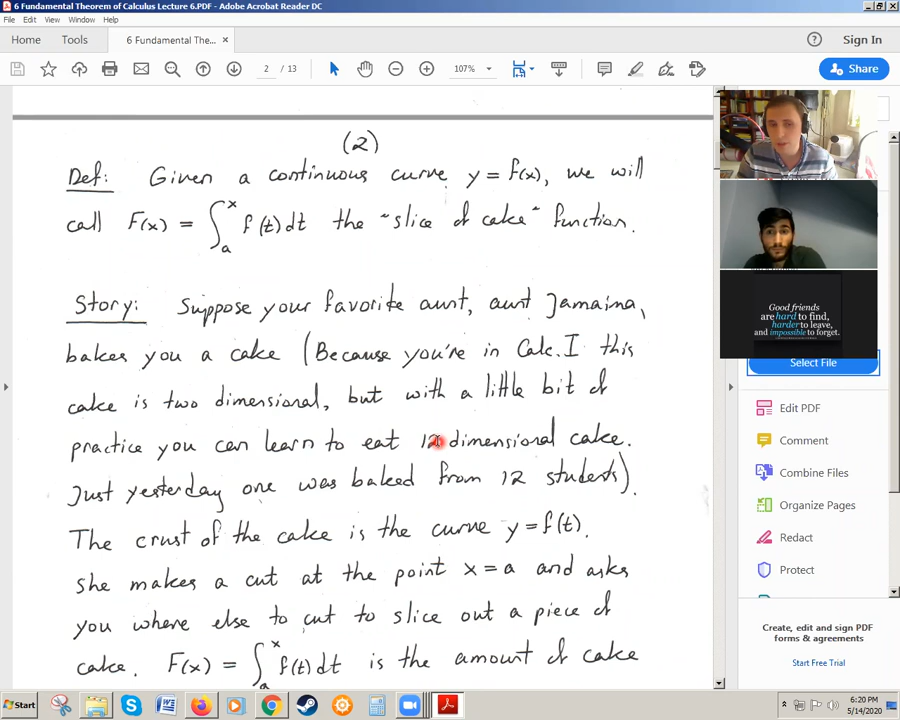 6 Fundamental Theorem of Calculus Lecture 6.PDF - Adobe Acrobat Reader DC
File Edit View Window Help
Home Tools 6 Fundamental The... × Sign In
2 / 13 107% Share
(2)
Def: Given a continuous curve y = f(x), we will
call F(x) = ∫_a^x f(t)dt the "slice of cake" function.
Story: Suppose your favorite aunt, aunt Jamaima,
bakes you a cake (Because you're in Calc. I this
cake is two dimensional, but with a little bit of
practice you can learn to eat 12 dimensional cake.
Just yesterday one was baked from 12 students).
The crust of the cake is the curve y = f(t).
She makes a cut at the point x = a and asks
you where else to cut to slice out a piece of
cake. F(x) = ∫_a^x f(t)dt is the amount of cake
Good friends
are hard to find,
harder to leave,
and impossible to forget.
Select File
Edit PDF
Comment
Combine Files
Organize Pages
Redact
Protect
Create, edit and sign PDF
forms & agreements
Start Free Trial
Start
6:20 PM
5/14/2020